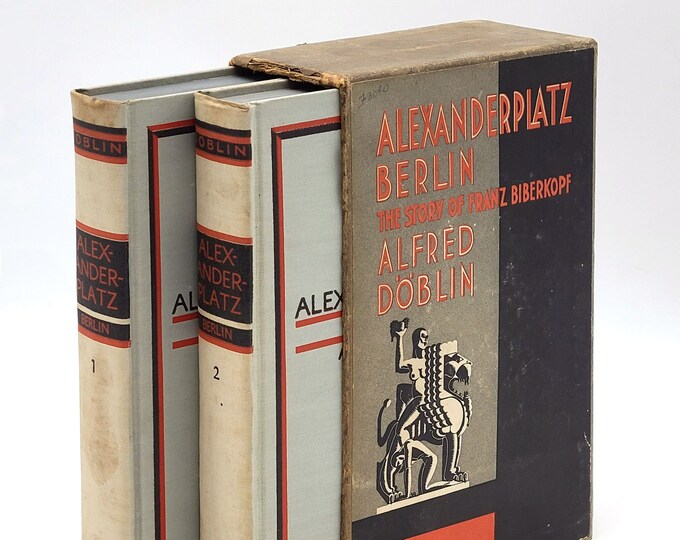 DÖBLIN
ALEX-
ANDER-
PLATZ
BERLIN
1
AL
DÖBLIN
ALEX-
ANDER-
PLATZ
BERLIN
2
ALEX
ALEXANDERPLATZ
BERLIN
THE STORY OF FRANZ BIBERKOPF
ALFRED
DÖBLIN